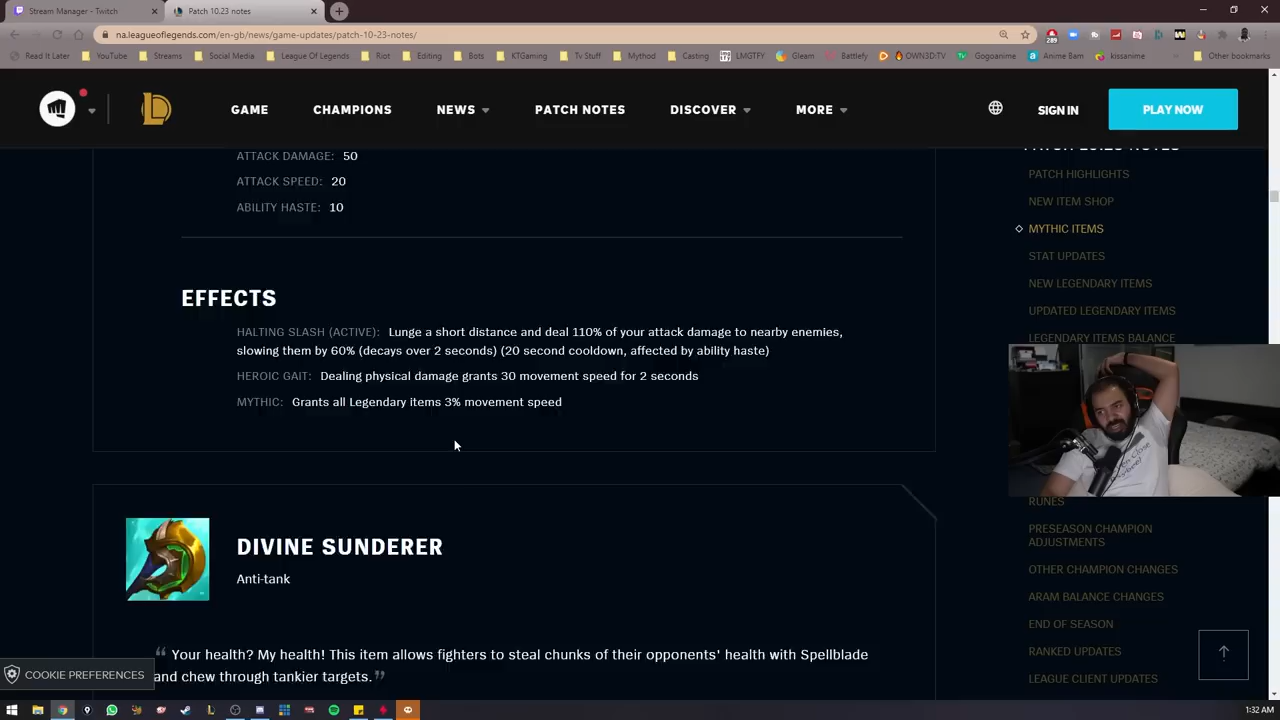 Stream Manager - Twitch
Patch 10.23 notes
na.leagueoflegends.com/en-gb/news/game-updates/patch-10-23-notes/
289
Read It Later YouTube Streams Social Media League Of Legends Riot Editing Bots KTGaming Tv Stuff Mythod Casting LMGTFY Gleam Battlefy OWN3D:TV Gogoanime Anime Bam kissanime Other bookmarks
GAME CHAMPIONS NEWS PATCH NOTES DISCOVER MORE SIGN IN PLAY NOW
ATTACK DAMAGE: 50
ATTACK SPEED: 20
ABILITY HASTE: 10
EFFECTS
HALTING SLASH (ACTIVE): Lunge a short distance and deal 110% of your attack damage to nearby enemies,
slowing them by 60% (decays over 2 seconds) (20 second cooldown, affected by ability haste)
HEROIC GAIT: Dealing physical damage grants 30 movement speed for 2 seconds
MYTHIC: Grants all Legendary items 3% movement speed
DIVINE SUNDERER
Anti-tank
“ Your health? My health! This item allows fighters to steal chunks of their opponents' health with Spellblade
and chew through tankier targets. ”
COOKIE PREFERENCES
PATCH 10.23 NOTES
PATCH HIGHLIGHTS
NEW ITEM SHOP
MYTHIC ITEMS
STAT UPDATES
NEW LEGENDARY ITEMS
UPDATED LEGENDARY ITEMS
LEGENDARY ITEMS BALANCE
RUNES
PRESEASON CHAMPION
ADJUSTMENTS
OTHER CHAMPION CHANGES
ARAM BALANCE CHANGES
END OF SEASON
RANKED UPDATES
LEAGUE CLIENT UPDATES
1:32 AM